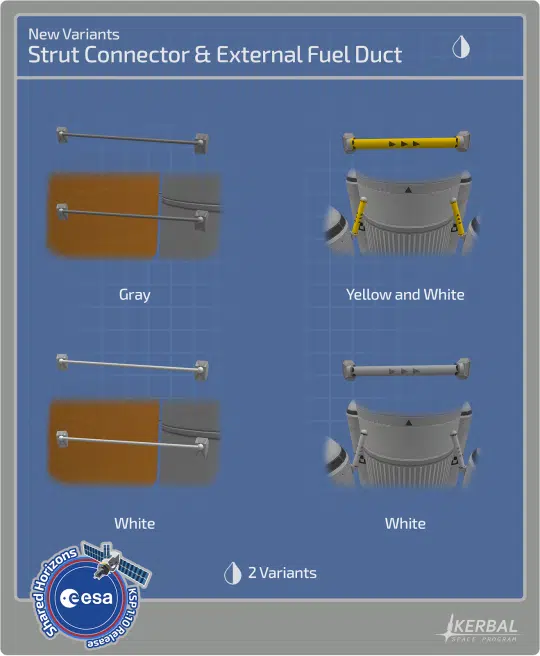 New Variants
Strut Connector & External Fuel Duct
Gray
Yellow and White
White
White
2 Variants
Shared Horizons
esa
KSP 1.10 Release
KERBAL
SPACE PROGRAM